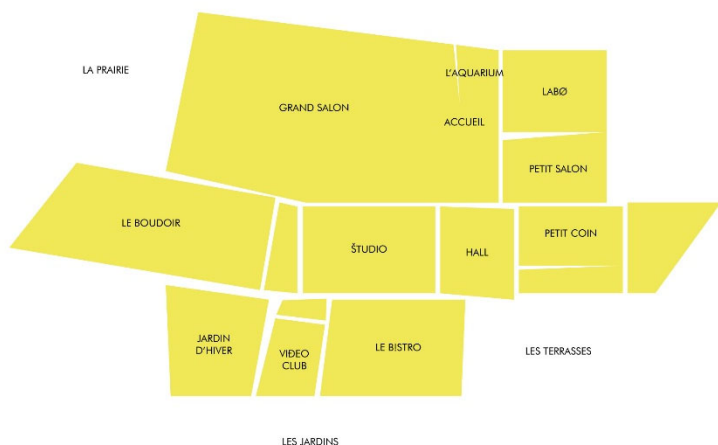 LA PRAIRIE
L'AQUARIUM
LABØ
GRAND SALON
ACCUEIL
PETIT SALON
LE BOUDOIR
ŠTUDIO
HALL
PETIT COIN
JARDIN
D'HIVER
VIĐEO
CLUB
LE BISTRO
LES TERRASSES
LES JARDINS